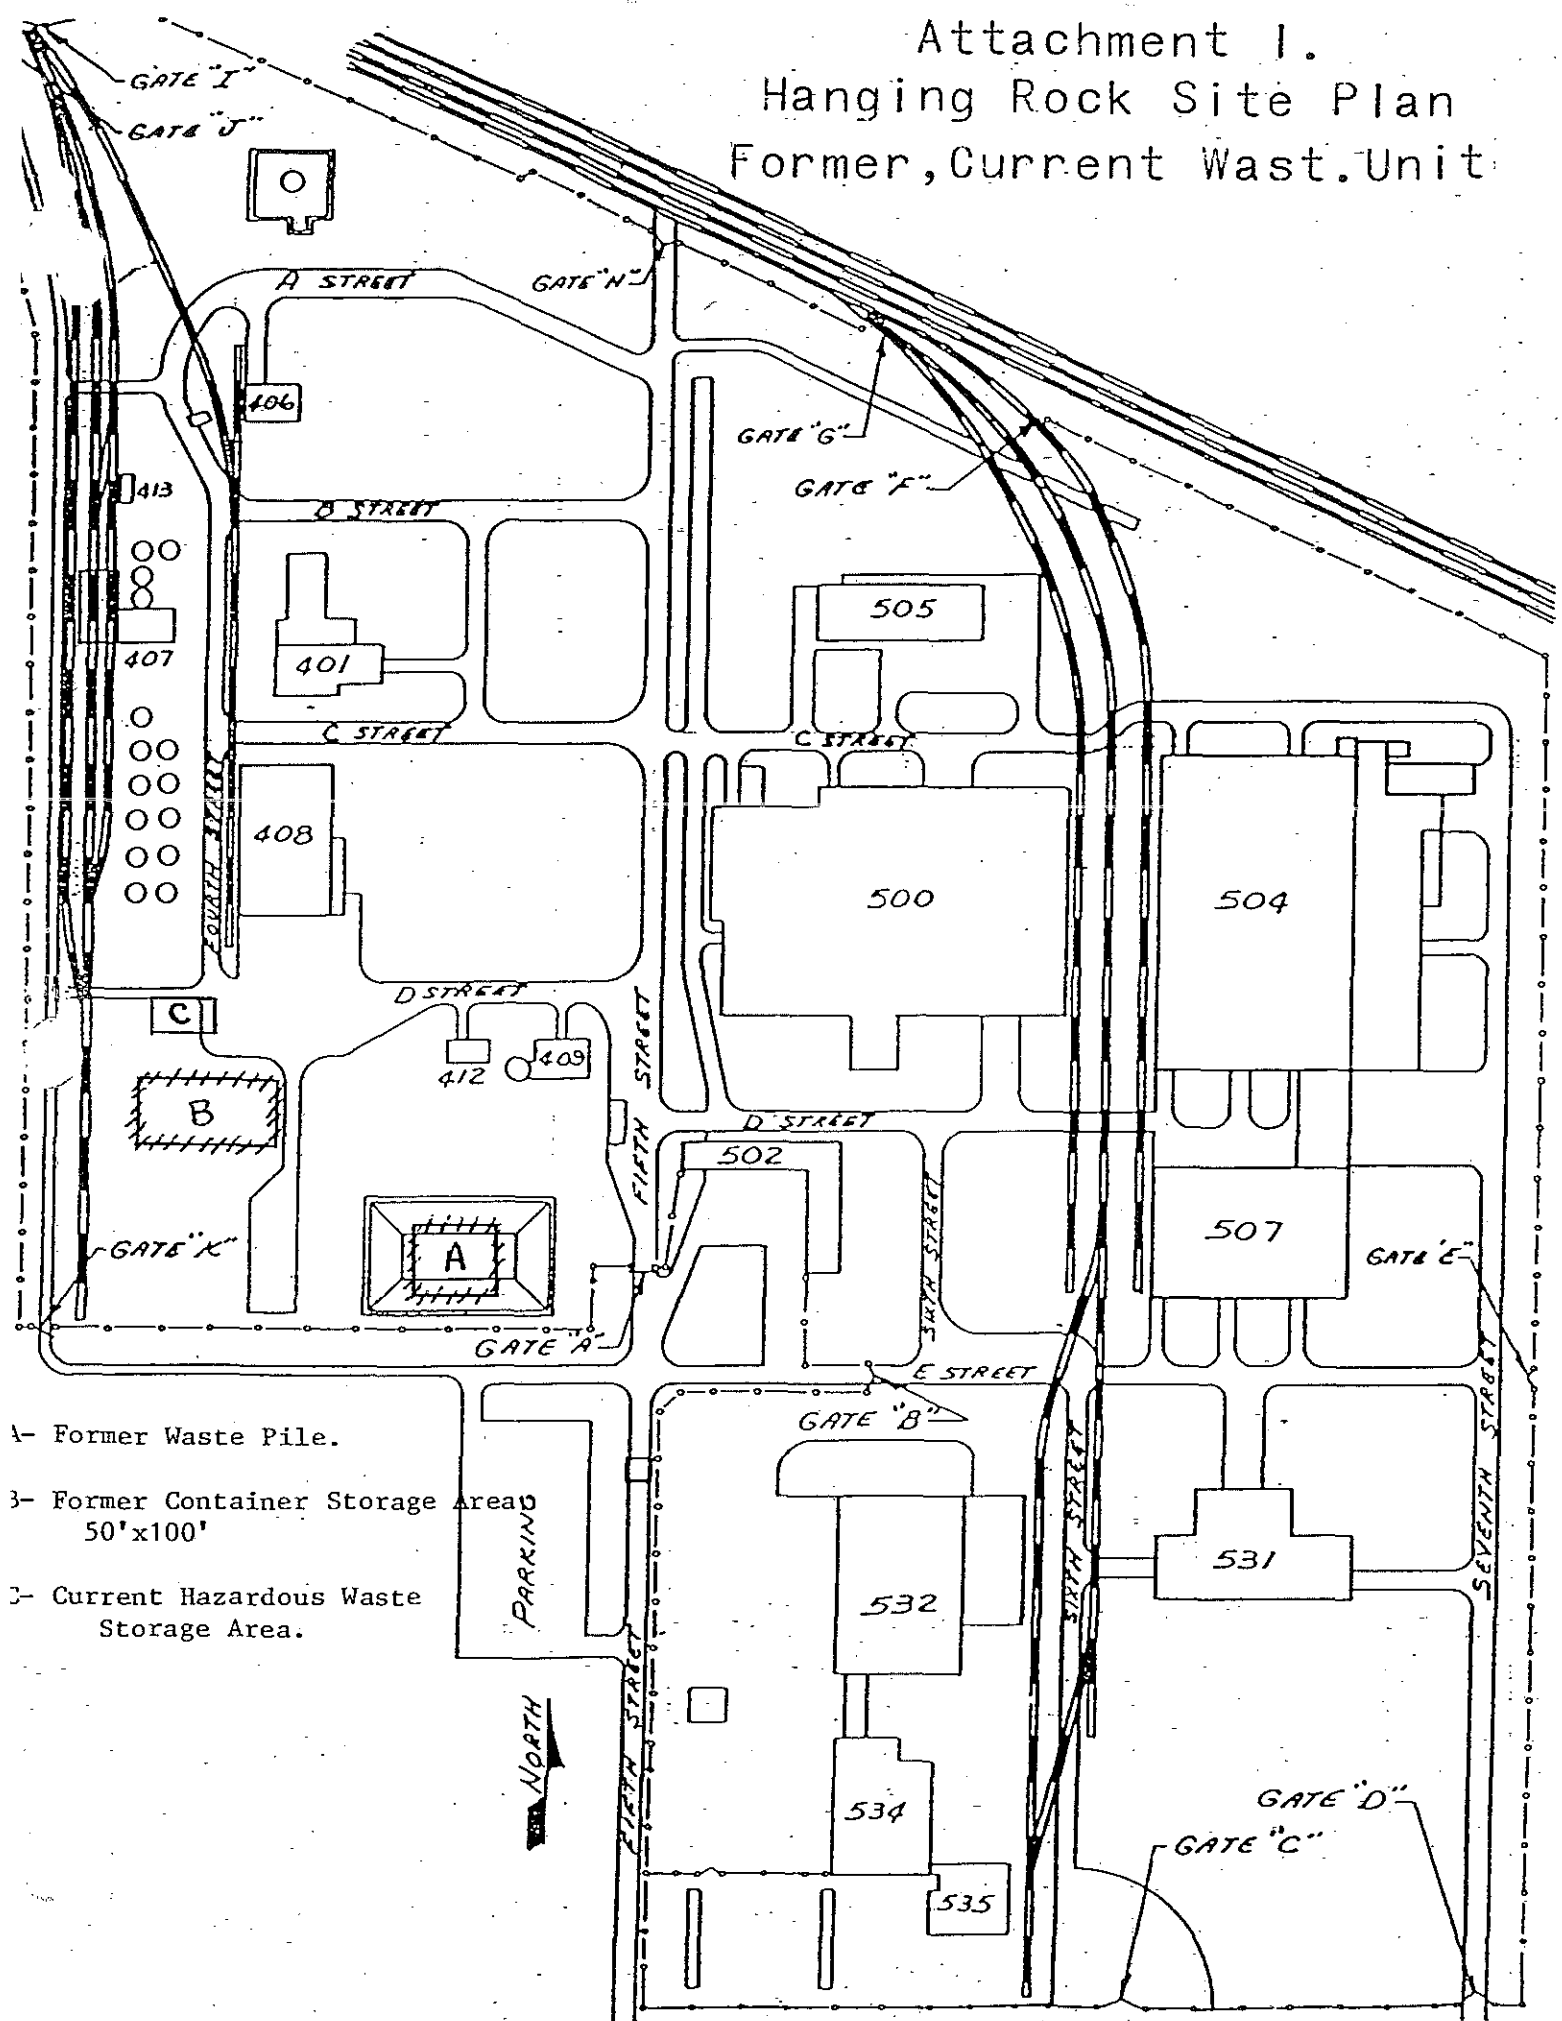 Attachment 1.
Hanging Rock Site Plan
Former, Current Wast. Unit
GATE "I"
GATE "J"
A STREET
GATE "H"
406
GATE "G"
GATE "F"
413
B STREET
505
407
401
C STREET
C STREET
FOURTH STREET
408
500
504
D STREET
C
412
409
B
FIFTH STREET
D STREET
502
SIXTH STREET
507
GATE "K"
A
GATE "E"
GATE "A"
E STREET
GATE "B"
SEVENTH STREET
A- Former Waste Pile.
B- Former Container Storage Area
50'x100'
C- Current Hazardous Waste
Storage Area.
PARKING
SIXTH STREET
531
532
NORTH
FIFTH STREET
534
GATE "D"
GATE "C"
535